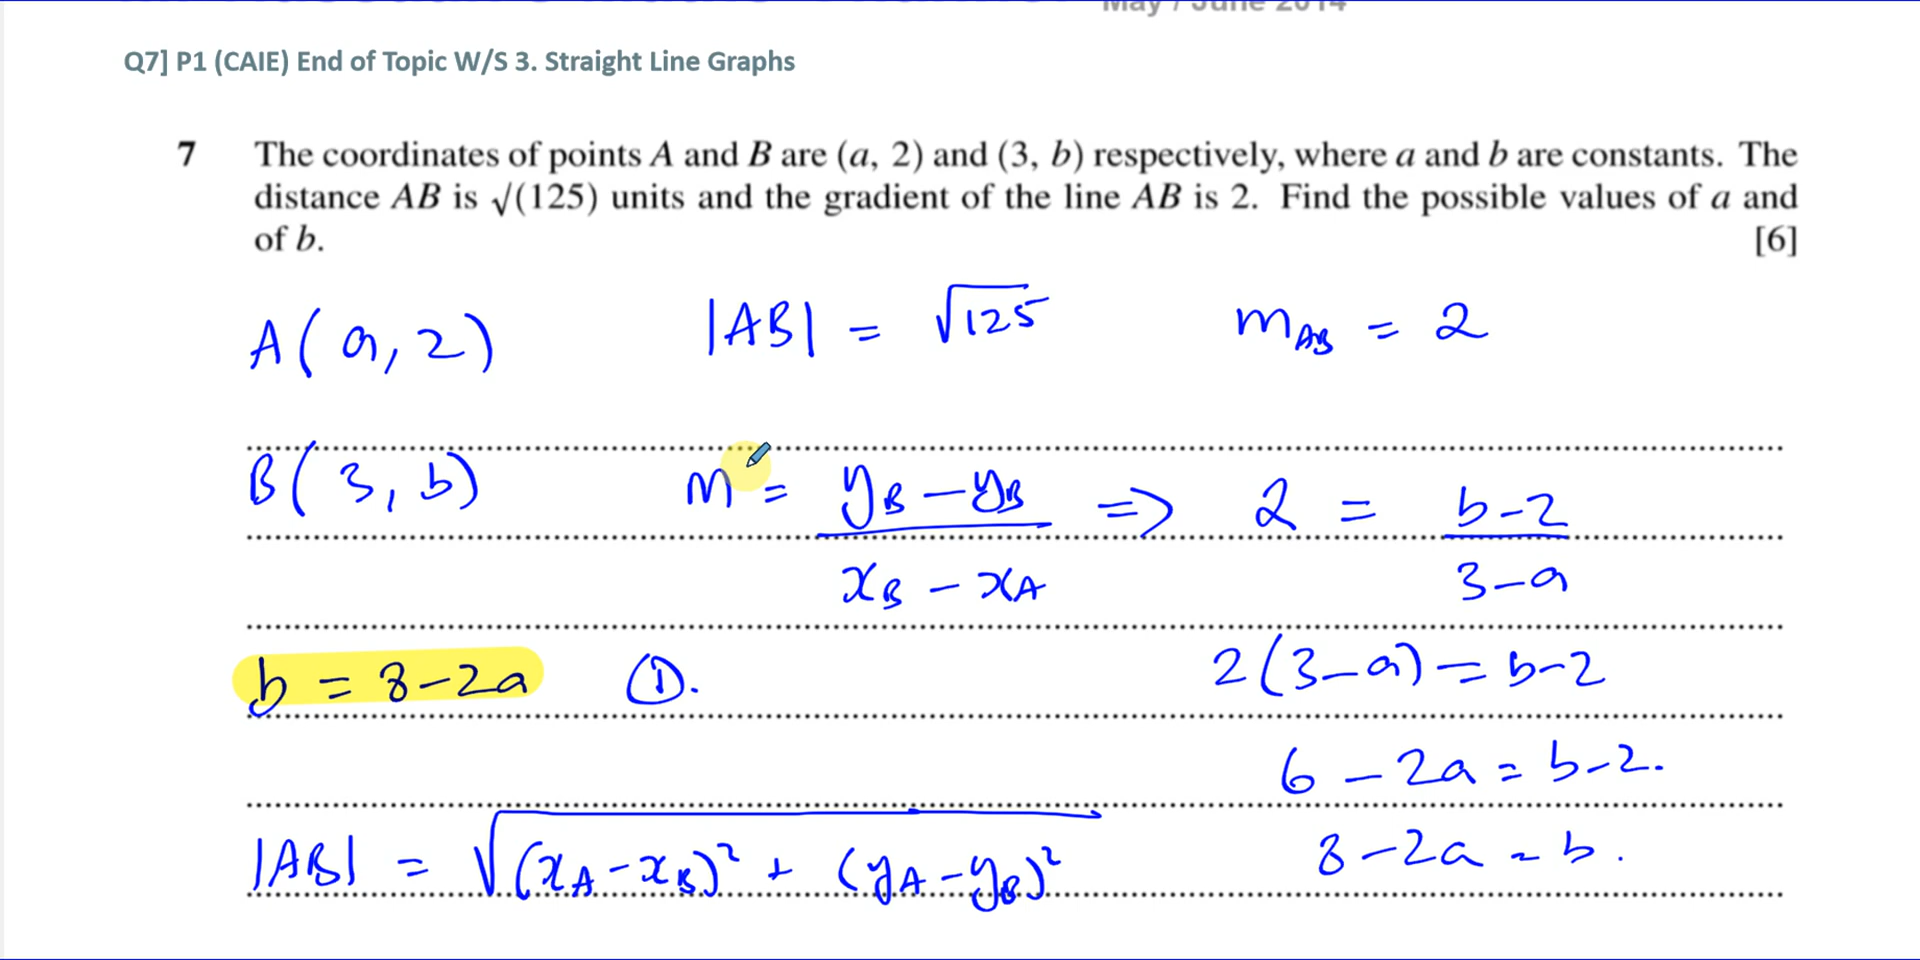 May / June 2014
Q7] P1 (CAIE) End of Topic W/S 3. Straight Line Graphs
7 The coordinates of points A and B are (a, 2) and (3, b) respectively, where a and b are constants. The
distance AB is √(125) units and the gradient of the line AB is 2. Find the possible values of a and
of b. [6]
A(a, 2) |AB| = √125 m_AB = 2
B(3, b) m = (y_B - y_B)/(x_B - x_A) => 2 = (b-2)/(3-a)
b = 8-2a ①. 2(3-a) = b-2
6 - 2a = b-2.
|AB| = √((x_A - x_B)² + (y_A - y_B)²) 8-2a = b.